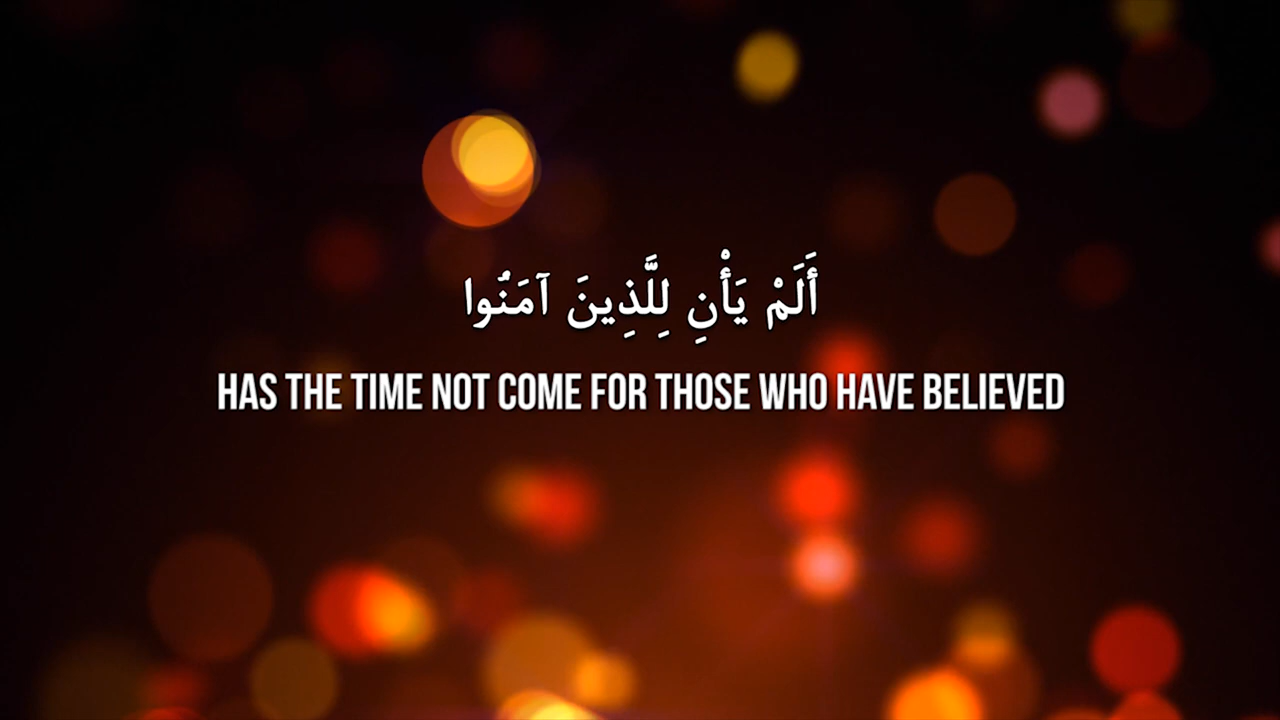 أَلَمْ يَأْنِ لِلَّذِينَ آمَنُوا
HAS THE TIME NOT COME FOR THOSE WHO HAVE BELIEVED